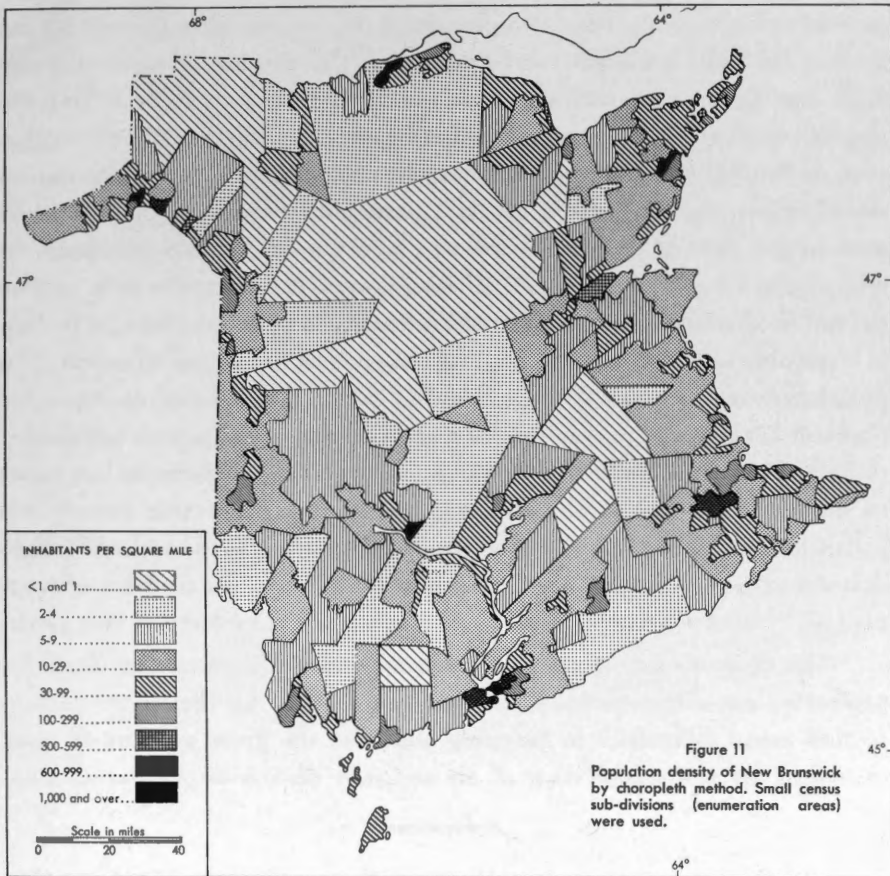 68°
64°
47°
47°
INHABITANTS PER SQUARE MILE
<1 and 1
2-4
5-9
10-29
30-99
100-299
300-599
600-999
1,000 and over
Scale in miles
0 20 40
45°
Figure 11
Population density of New Brunswick
by choropleth method. Small census
sub-divisions (enumeration areas)
were used.
64°